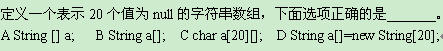 定义一个表示 20 个值为 null 的字符串数组，下面选项正确的是______。
A String [] a;    B String a[];    C char a[20][];    D String a[]=new String[20];